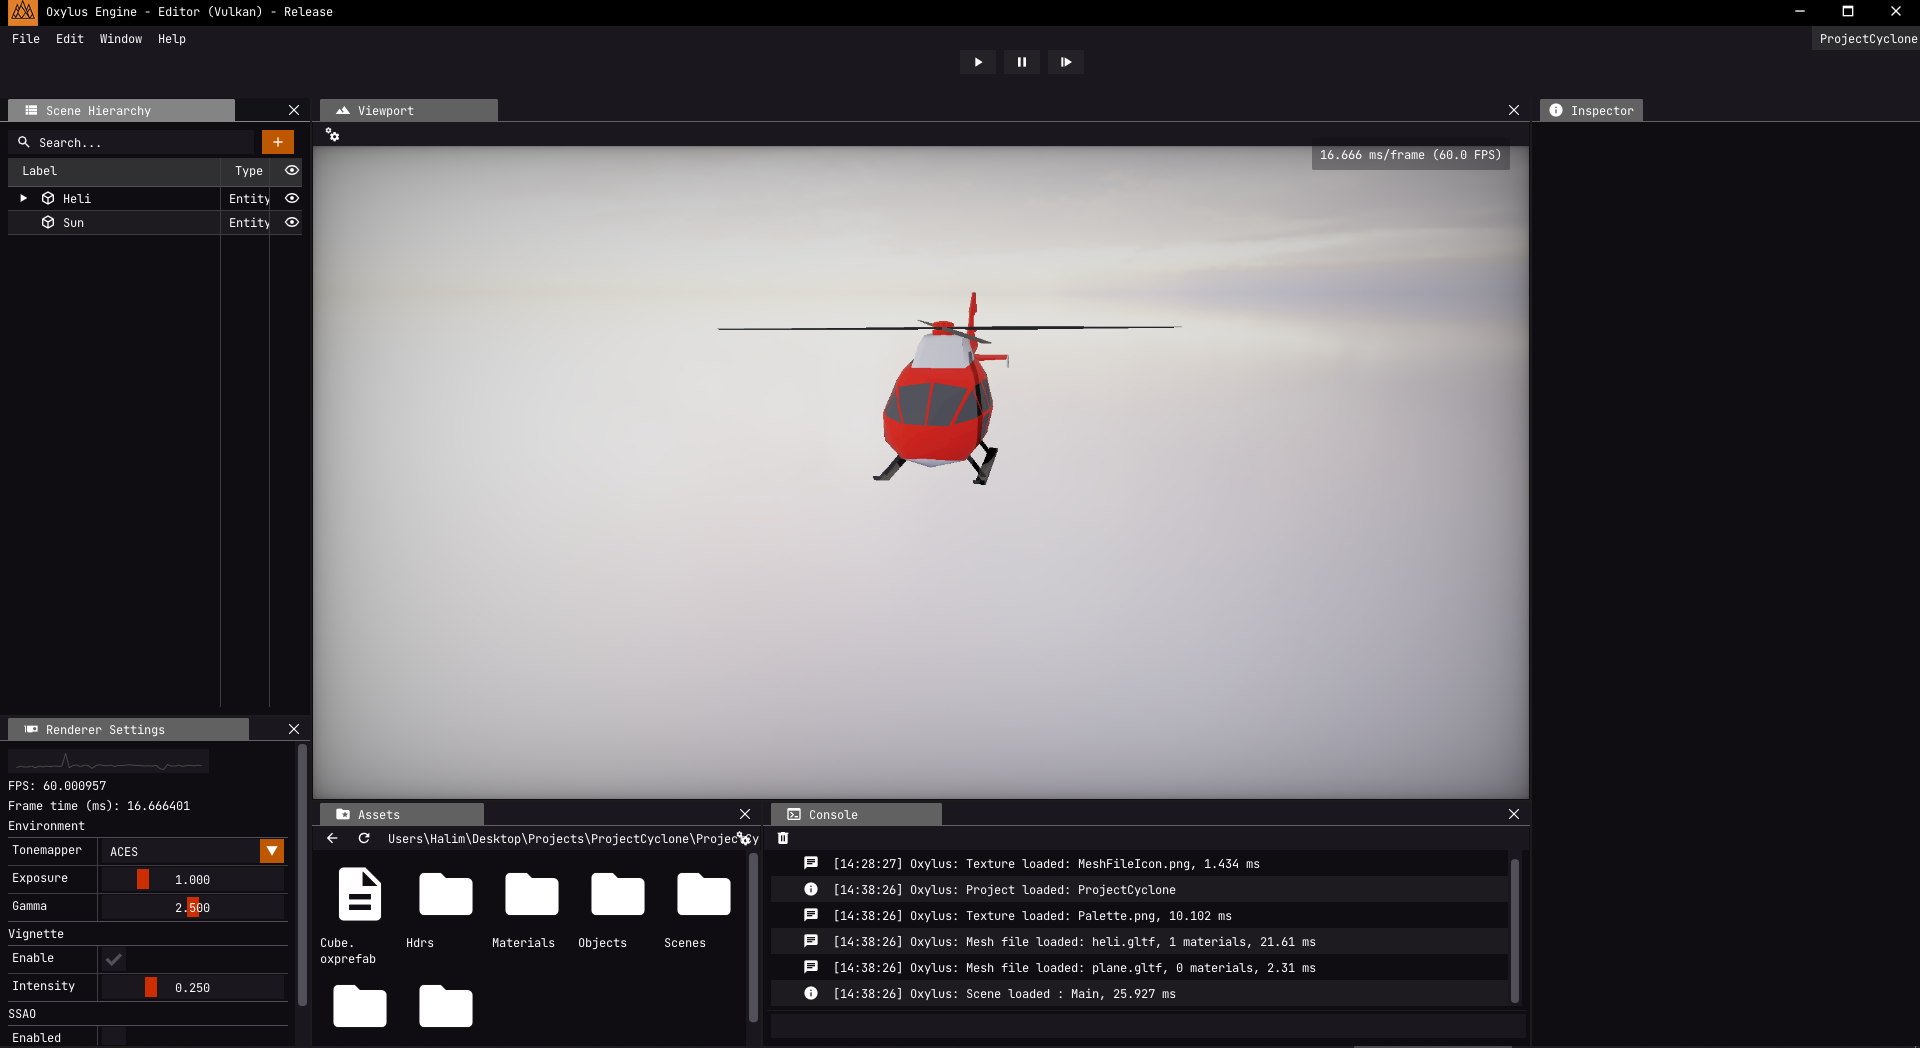 Oxylus Engine - Editor (Vulkan) - Release
File Edit Window Help
ProjectCyclone
Scene Hierarchy
Search...
Label Type
Heli Entity
Sun Entity
Viewport
16.666 ms/frame (60.0 FPS)
Inspector
Renderer Settings
FPS: 60.000957
Frame time (ms): 16.666401
Environment
Tonemapper ACES
Exposure 1.000
Gamma 2.500
Vignette
Enable
Intensity 0.250
SSAO
Enabled
Assets
Users\Halim\Desktop\Projects\ProjectCyclone\
Cube.
oxprefab
Hdrs
Materials
Objects
Scenes
Console
[14:28:27] Oxylus: Texture loaded: MeshFileIcon.png, 1.434 ms
[14:38:26] Oxylus: Project loaded: ProjectCyclone
[14:38:26] Oxylus: Texture loaded: Palette.png, 10.102 ms
[14:38:26] Oxylus: Mesh file loaded: heli.gltf, 1 materials, 21.61 ms
[14:38:26] Oxylus: Mesh file loaded: plane.gltf, 0 materials, 2.31 ms
[14:38:26] Oxylus: Scene loaded : Main, 25.927 ms